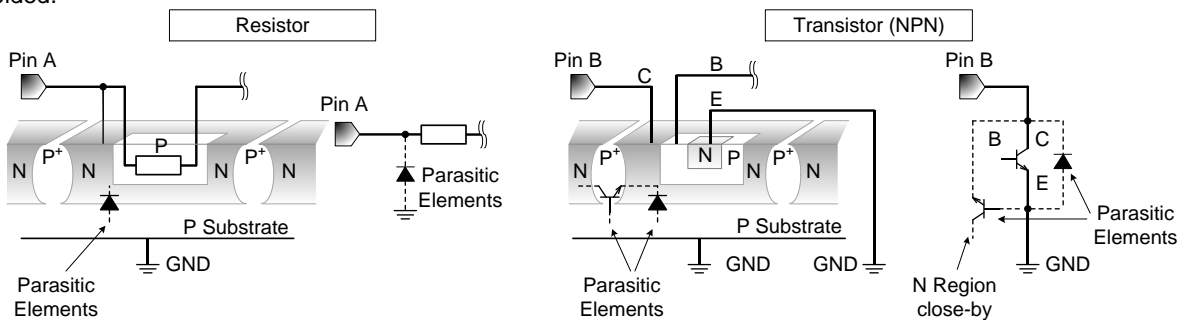 Resistor
Transistor (NPN)
Pin A
Pin A
N
P+
N
P
N
P+
N
Parasitic
Elements
P Substrate
GND
Parasitic
Elements
Pin B
C
B
E
N
P+
N
N
P
N
P+
N
P Substrate
GND
GND
Parasitic
Elements
Pin B
B
C
E
Parasitic
Elements
GND
N Region
close-by